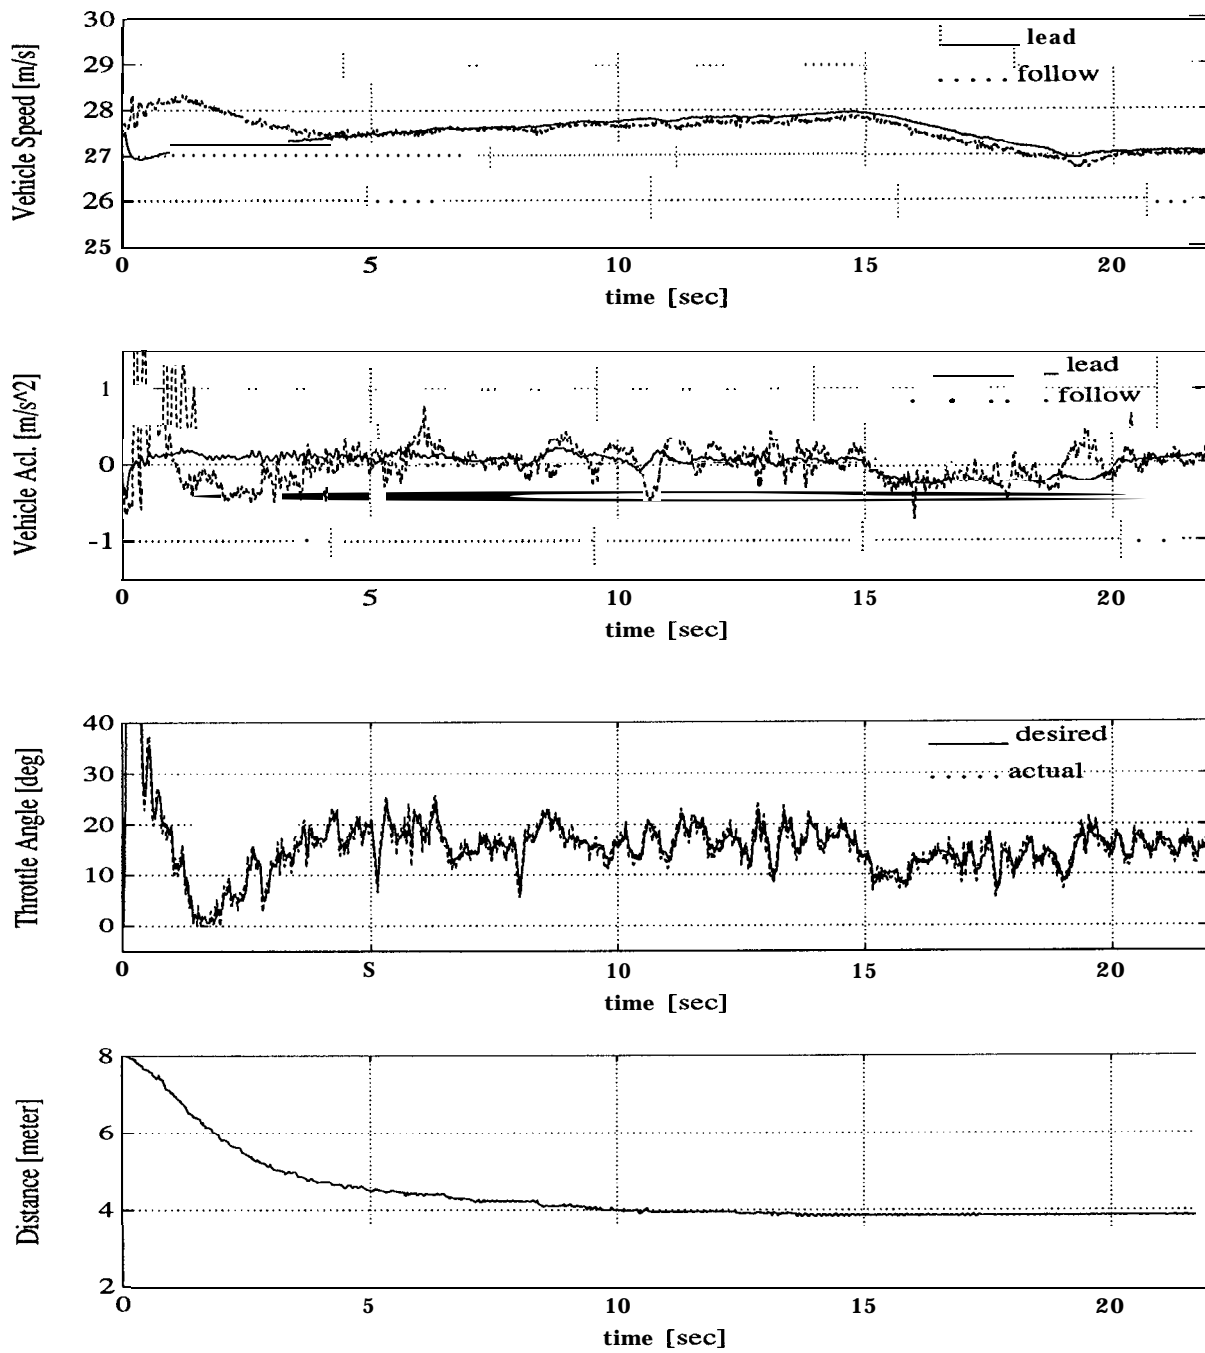 Vehicle Speed [m/s]
30
29
28
27
26
25
lead
follow
0 5 10 15 20
time [sec]
Vehicle Acl. [m/s^2]
1
0
-1
lead
follow
0 5 10 15 20
time [sec]
Throttle Angle [deg]
40
30
20
10
0
desired
actual
0 S 10 15 20
time [sec]
Distance [meter]
8
6
4
2
0 5 10 15 20
time [sec]